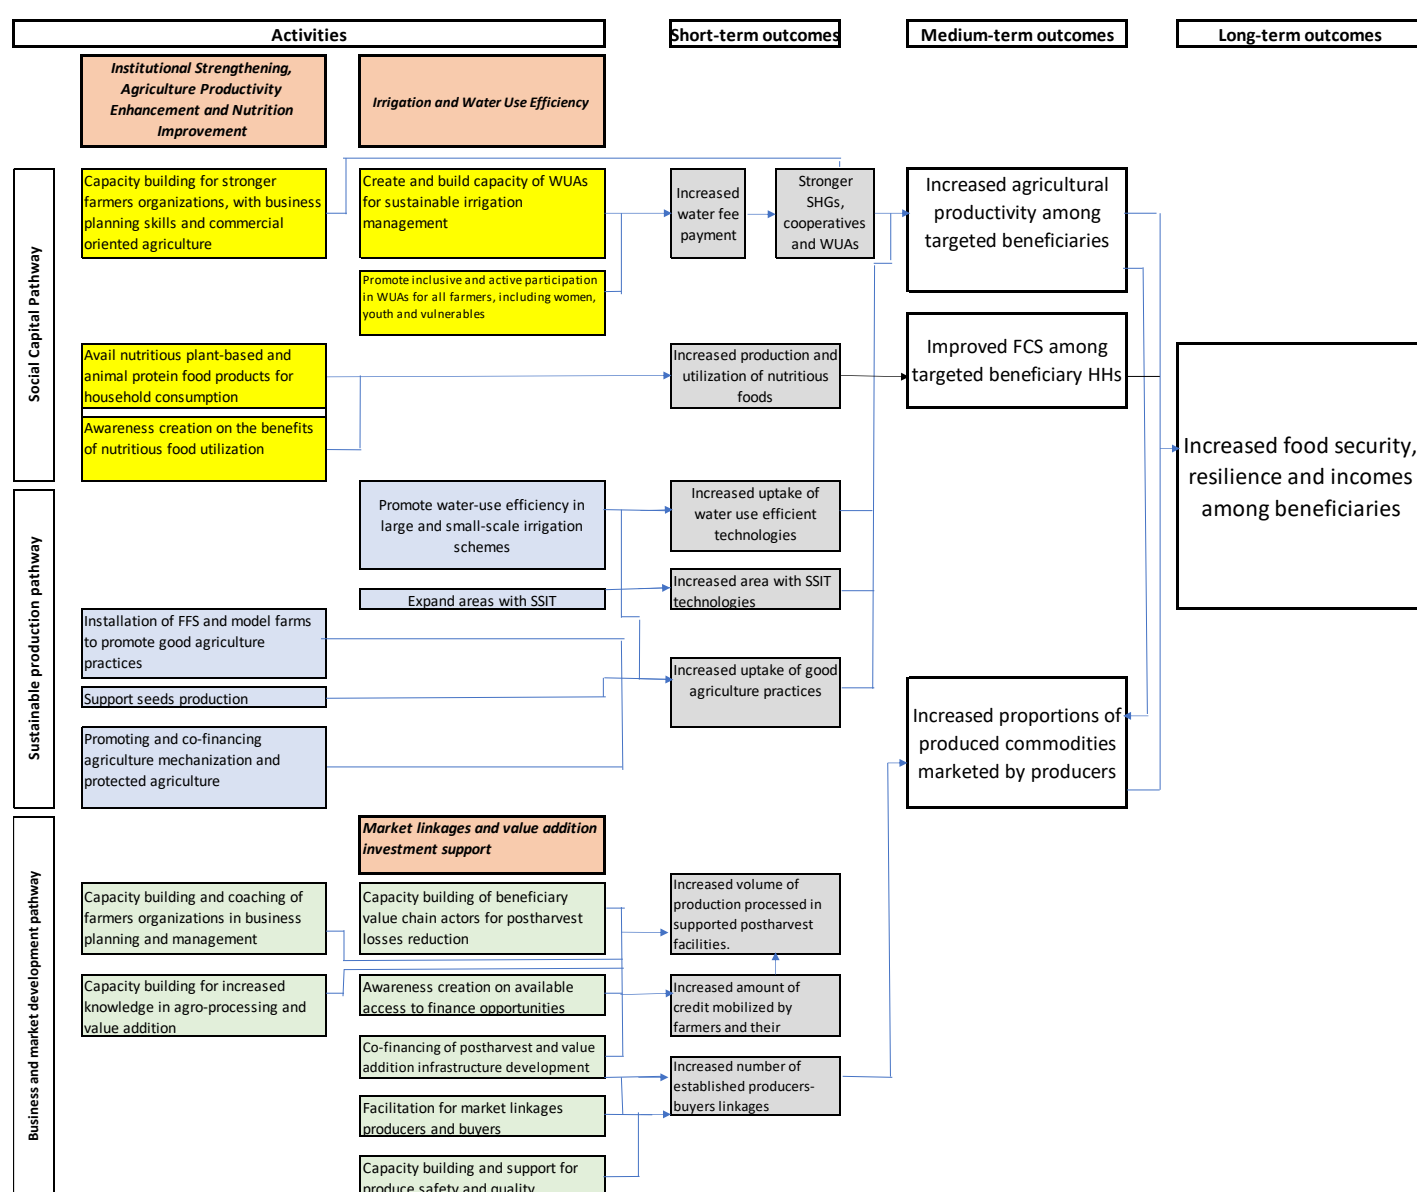 Activities
Short-term outcomes
Medium-term outcomes
Long-term outcomes
Institutional Strengthening,
Agriculture Productivity
Enhancement and Nutrition
Improvement
Irrigation and Water Use Efficiency
Social Capital Pathway
Capacity building for stronger
farmers organizations, with business
planning skills and commercial
oriented agriculture
Create and build capacity of WUAs
for sustainable irrigation
management
Increased
water fee
payment
Stronger
SHGs,
cooperatives
and WUAs
Increased agricultural
productivity among
targeted beneficiaries
Promote inclusive and active participation
in WUAs for all farmers, including women,
youth and vulnerables
Avail nutritious plant-based and
animal protein food products for
household consumption
Increased production and
utilization of nutritious
foods
Improved FCS among
targeted beneficiary HHs
Awareness creation on the benefits
of nutritious food utilization
Increased food security,
resilience and incomes
among beneficiaries
Sustainable production pathway
Promote water-use efficiency in
large and small-scale irrigation
schemes
Increased uptake of
water use efficient
technologies
Expand areas with SSIT
Increased area with SSIT
technologies
Installation of FFS and model farms
to promote good agriculture
practices
Support seeds production
Increased uptake of good
agriculture practices
Promoting and co-financing
agriculture mechanization and
protected agriculture
Increased proportions of
produced commodities
marketed by producers
Business and market development pathway
Market linkages and value addition
investment support
Capacity building and coaching of
farmers organizations in business
planning and management
Capacity building of beneficiary
value chain actors for postharvest
losses reduction
Increased volume of
production processed in
supported postharvest
facilities.
Capacity building for increased
knowledge in agro-processing and
value addition
Awareness creation on available
access to finance opportunities
Increased amount of
credit mobilized by
farmers and their
Co-financing of postharvest and value
addition infrastructure development
Increased number of
established producers-
buyers linkages
Facilitation for market linkages
producers and buyers
Capacity building and support for
produce safety and quality